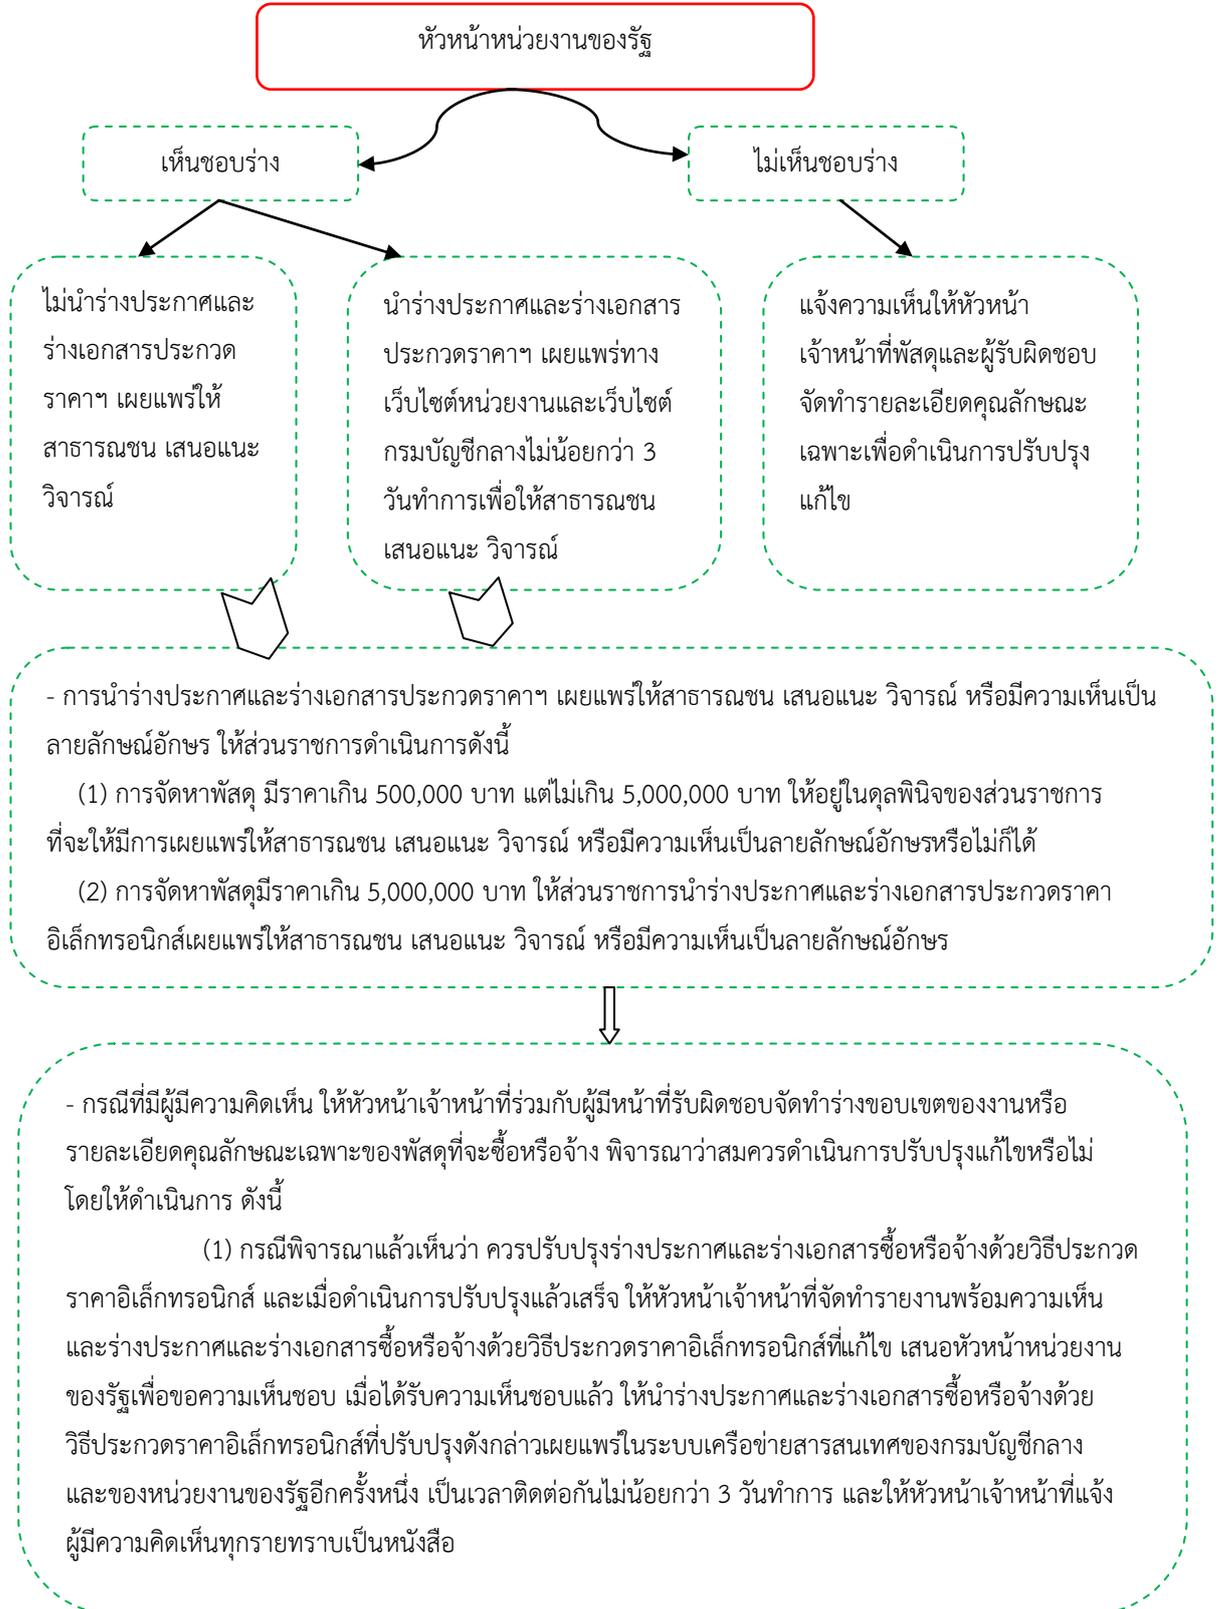 หัวหน้าหน่วยงานของรัฐ
เห็นชอบร่าง
ไม่เห็นชอบร่าง
ไม่นำร่างประกาศและ
ร่างเอกสารประกวด
ราคาฯ เผยแพร่ให้
สาธารณชน เสนอแนะ
วิจารณ์
นำร่างประกาศและร่างเอกสาร
ประกวดราคาฯ เผยแพร่ทาง
เว็บไซต์หน่วยงานและเว็บไซต์
กรมบัญชีกลางไม่น้อยกว่า 3
วันทำการเพื่อให้สาธารณชน
เสนอแนะ วิจารณ์
แจ้งความเห็นให้หัวหน้า
เจ้าหน้าที่พัสดุและผู้รับผิดชอบ
จัดทำรายละเอียดคุณลักษณะ
เฉพาะเพื่อดำเนินการปรับปรุง
แก้ไข
- การนำร่างประกาศและร่างเอกสารประกวดราคาฯ เผยแพร่ให้สาธารณชน เสนอแนะ วิจารณ์ หรือมีความเห็นเป็น
ลายลักษณ์อักษร ให้ส่วนราชการดำเนินการดังนี้
(1) การจัดหาพัสดุ มีราคาเกิน 500,000 บาท แต่ไม่เกิน 5,000,000 บาท ให้อยู่ในดุลพินิจของส่วนราชการ
ที่จะให้มีการเผยแพร่ให้สาธารณชน เสนอแนะ วิจารณ์ หรือมีความเห็นเป็นลายลักษณ์อักษรหรือไม่ก็ได้
(2) การจัดหาพัสดุมีราคาเกิน 5,000,000 บาท ให้ส่วนราชการนำร่างประกาศและร่างเอกสารประกวดราคา
อิเล็กทรอนิกส์เผยแพร่ให้สาธารณชน เสนอแนะ วิจารณ์ หรือมีความเห็นเป็นลายลักษณ์อักษร
- กรณีที่มีผู้มีความคิดเห็น ให้หัวหน้าเจ้าหน้าที่ร่วมกับผู้มีหน้าที่รับผิดชอบจัดทำร่างขอบเขตของงานหรือ
รายละเอียดคุณลักษณะเฉพาะของพัสดุที่จะซื้อหรือจ้าง พิจารณาว่าสมควรดำเนินการปรับปรุงแก้ไขหรือไม่
โดยให้ดำเนินการ ดังนี้
(1) กรณีพิจารณาแล้วเห็นว่า ควรปรับปรุงร่างประกาศและร่างเอกสารซื้อหรือจ้างด้วยวิธีประกวด
ราคาอิเล็กทรอนิกส์ และเมื่อดำเนินการปรับปรุงแล้วเสร็จ ให้หัวหน้าเจ้าหน้าที่จัดทำรายงานพร้อมความเห็น
และร่างประกาศและร่างเอกสารซื้อหรือจ้างด้วยวิธีประกวดราคาอิเล็กทรอนิกส์ที่แก้ไข เสนอหัวหน้าหน่วยงาน
ของรัฐเพื่อขอความเห็นชอบ เมื่อได้รับความเห็นชอบแล้ว ให้นำร่างประกาศและร่างเอกสารซื้อหรือจ้างด้วย
วิธีประกวดราคาอิเล็กทรอนิกส์ที่ปรับปรุงดังกล่าวเผยแพร่ในระบบเครือข่ายสารสนเทศของกรมบัญชีกลาง
และของหน่วยงานของรัฐอีกครั้งหนึ่ง เป็นเวลาติดต่อกันไม่น้อยกว่า 3 วันทำการ และให้หัวหน้าเจ้าหน้าที่แจ้ง
ผู้มีความคิดเห็นทุกรายทราบเป็นหนังสือ